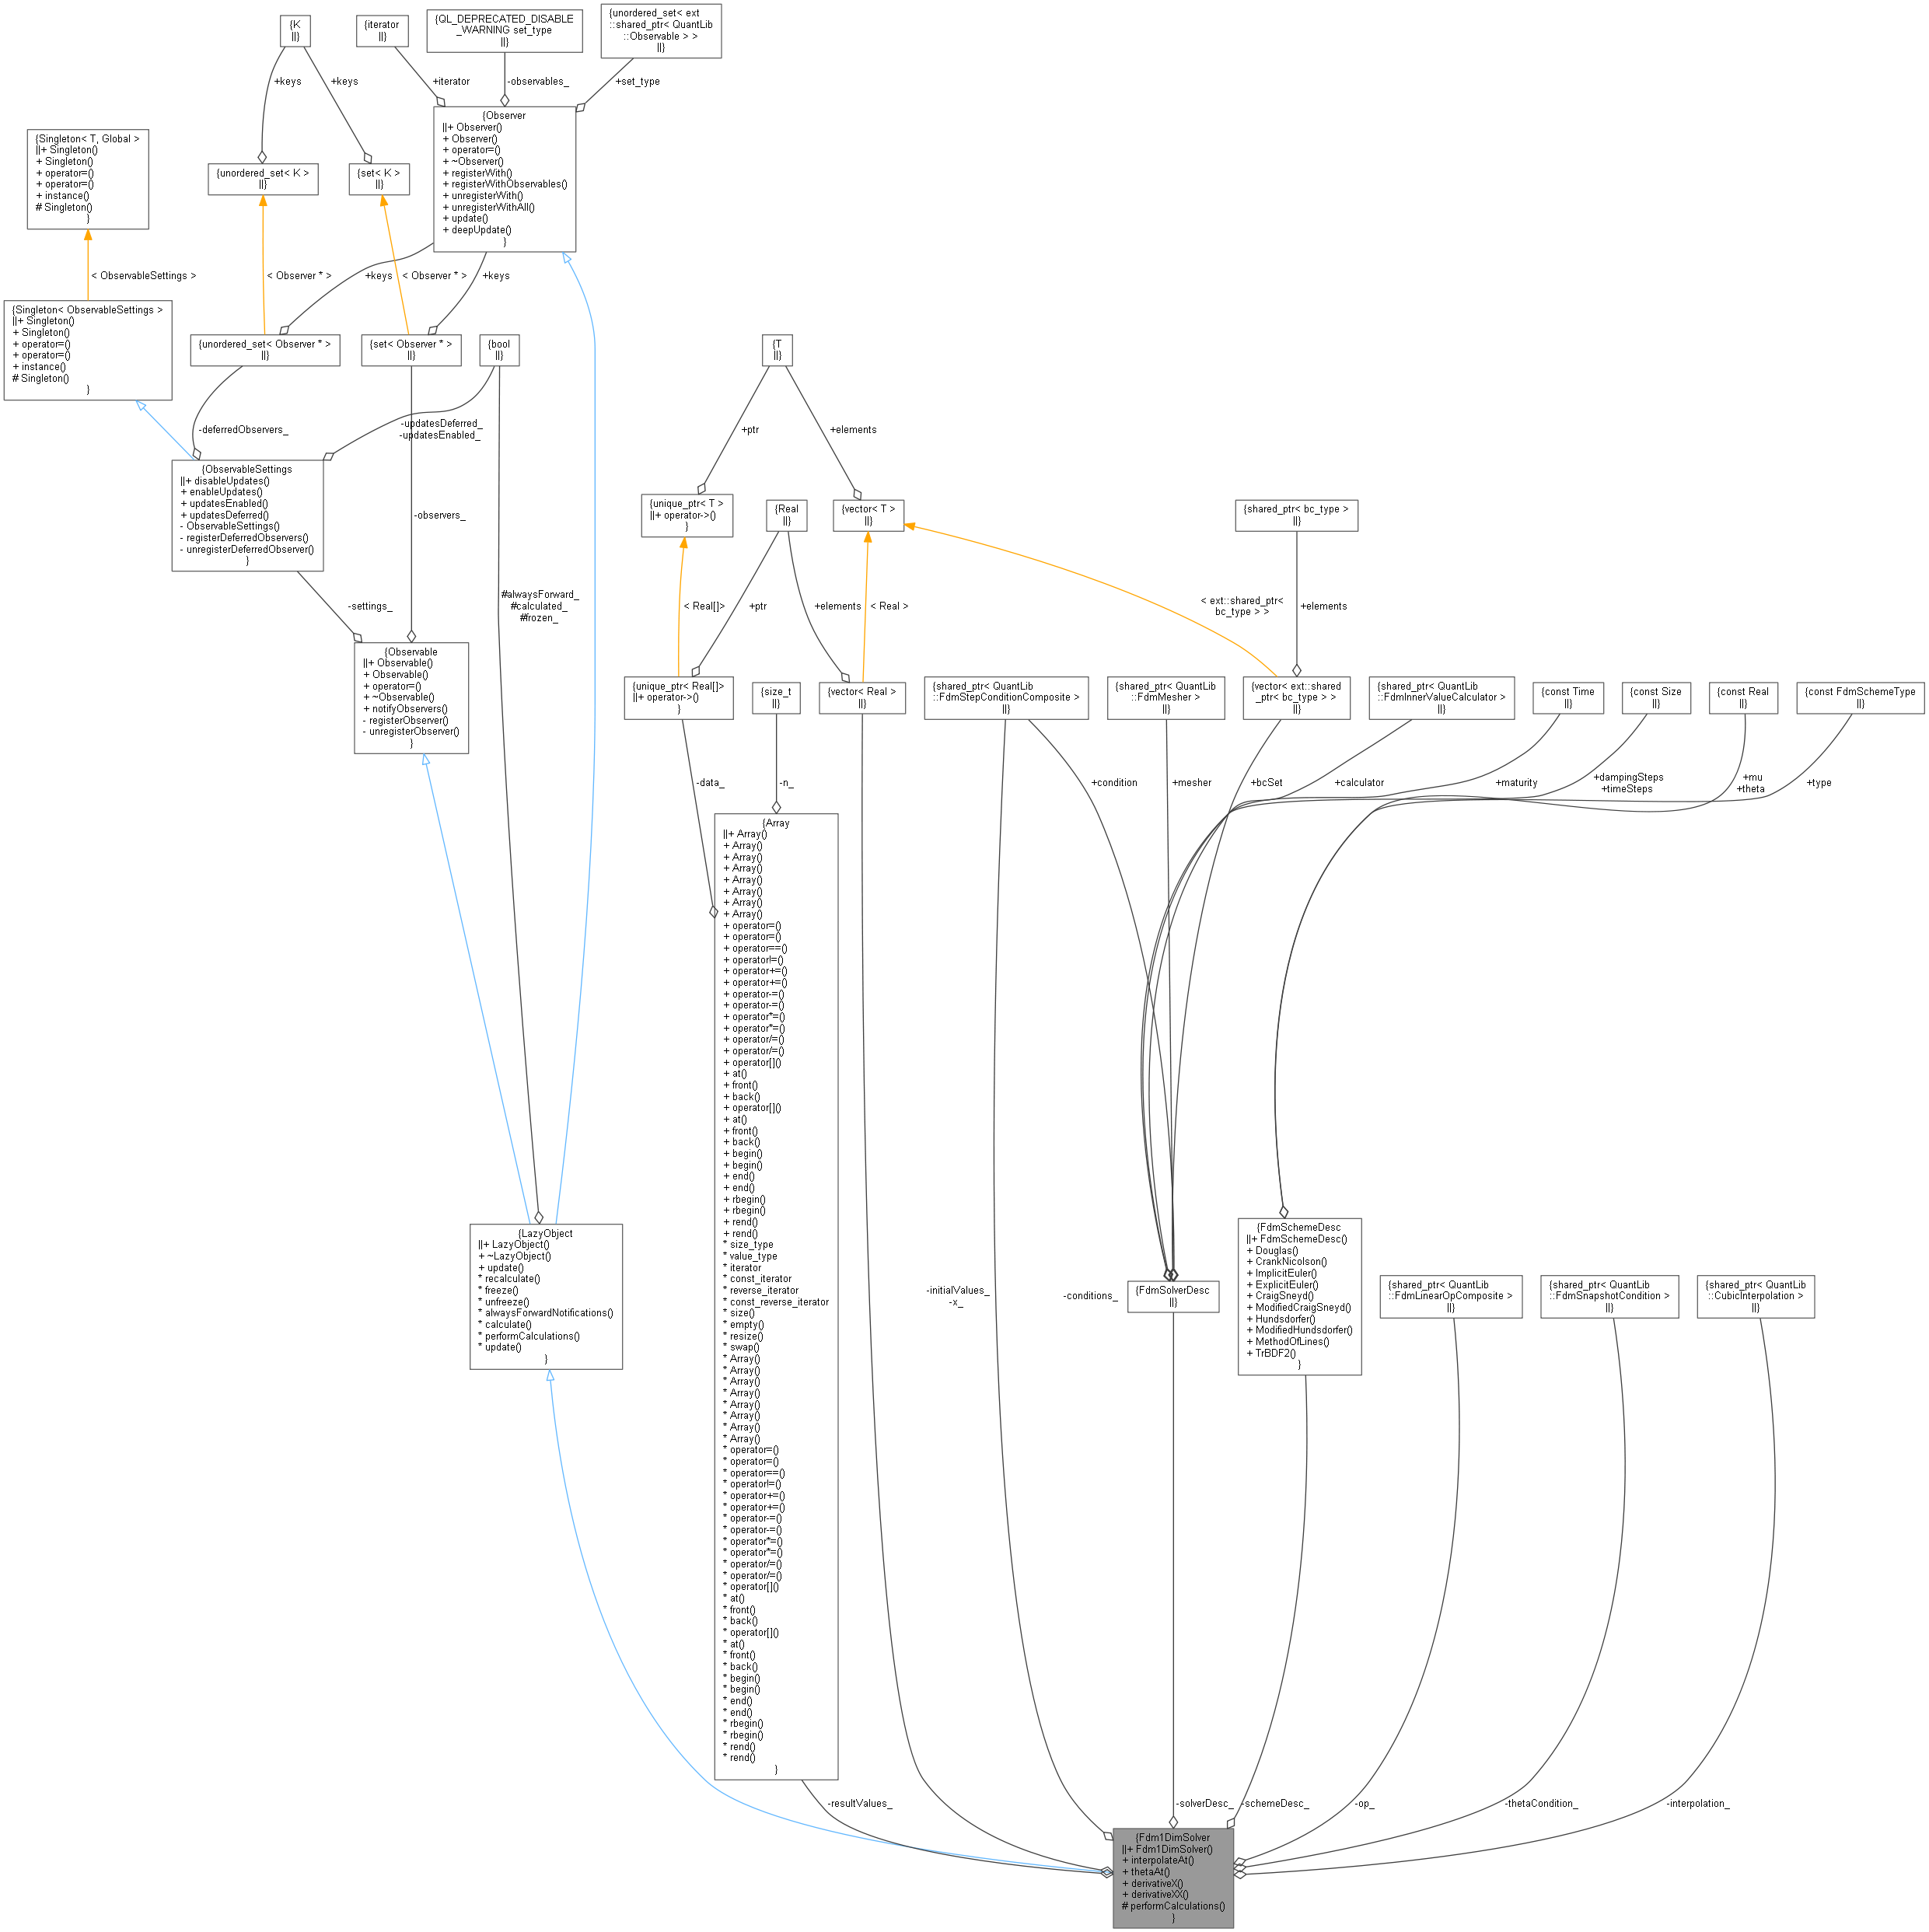 {K
||}
{iterator
||}
{QL_DEPRECATED_DISABLE
_WARNING set_type
||}
{unordered_set< ext
::shared_ptr< QuantLib
::Observable > >
||}
+keys
+keys
+iterator
-observables_
+set_type
{Singleton< T, Global >
||+ Singleton()
+ Singleton()
+ operator=()
+ operator=()
+ instance()
# Singleton()
}
{unordered_set< K >
||}
{set< K >
||}
{Observer
||+ Observer()
+ Observer()
+ operator=()
+ ~Observer()
+ registerWith()
+ registerWithObservables()
+ unregisterWith()
+ unregisterWithAll()
+ update()
+ deepUpdate()
}
< ObservableSettings >
< Observer * >
+keys
< Observer * >
+keys
{Singleton< ObservableSettings >
||+ Singleton()
+ Singleton()
+ operator=()
+ operator=()
+ instance()
# Singleton()
}
{unordered_set< Observer * >
||}
{set< Observer * >
||}
{bool
||}
{T
||}
-deferredObservers_
-updatesDeferred_
-updatesEnabled_
+ptr
+elements
{ObservableSettings
||+ disableUpdates()
+ enableUpdates()
+ updatesEnabled()
+ updatesDeferred()
- ObservableSettings()
- registerDeferredObservers()
- unregisterDeferredObserver()
}
-observers_
{unique_ptr< T >
||+ operator->()
}
{Real
||}
{vector< T >
||}
{shared_ptr< bc_type >
||}
-settings_
#alwaysForward_
#calculated_
#frozen_
< Real[]>
+ptr
+elements
< Real >
< ext::shared_ptr<
bc_type > >
+elements
{Observable
||+ Observable()
+ Observable()
+ operator=()
+ ~Observable()
+ notifyObservers()
- registerObserver()
- unregisterObserver()
}
{unique_ptr< Real[]>
||+ operator->()
}
{size_t
||}
{vector< Real >
||}
{shared_ptr< QuantLib
::FdmStepConditionComposite >
||}
{shared_ptr< QuantLib
::FdmMesher >
||}
{vector< ext::shared
_ptr< bc_type > >
||}
{shared_ptr< QuantLib
::FdmInnerValueCalculator >
||}
{const Time
||}
{const Size
||}
{const Real
||}
{const FdmSchemeType
||}
-data_
-n_
+condition
+mesher
+bcSet
+calculator
+maturity
+dampingSteps
+timeSteps
+mu
+theta
+type
{Array
||+ Array()
+ Array()
+ Array()
+ Array()
+ Array()
+ Array()
+ Array()
+ Array()
+ operator=()
+ operator=()
+ operator==()
+ operator!=()
+ operator+=()
+ operator+=()
+ operator-=()
+ operator-=()
+ operator*=()
+ operator*=()
+ operator/=()
+ operator/=()
+ operator[]()
+ at()
+ front()
+ back()
+ operator[]()
+ at()
+ front()
+ back()
+ begin()
+ begin()
+ end()
+ end()
+ rbegin()
+ rbegin()
+ rend()
+ rend()
* size_type
* value_type
* iterator
* const_iterator
* reverse_iterator
* const_reverse_iterator
* size()
* empty()
* resize()
* swap()
* Array()
* Array()
* Array()
* Array()
* Array()
* Array()
* Array()
* Array()
* operator=()
* operator=()
* operator==()
* operator!=()
* operator+=()
* operator+=()
* operator-=()
* operator-=()
* operator*=()
* operator*=()
* operator/=()
* operator/=()
* operator[]()
* at()
* front()
* back()
* operator[]()
* at()
* front()
* back()
* begin()
* begin()
* end()
* end()
* rbegin()
* rbegin()
* rend()
* rend()
}
{LazyObject
||+ LazyObject()
+ ~LazyObject()
+ update()
* recalculate()
* freeze()
* unfreeze()
* alwaysForwardNotifications()
* calculate()
* performCalculations()
* update()
}
-initialValues_
-x_
-conditions_
{FdmSolverDesc
||}
{FdmSchemeDesc
||+ FdmSchemeDesc()
+ Douglas()
+ CrankNicolson()
+ ImplicitEuler()
+ ExplicitEuler()
+ CraigSneyd()
+ ModifiedCraigSneyd()
+ Hundsdorfer()
+ ModifiedHundsdorfer()
+ MethodOfLines()
+ TrBDF2()
}
{shared_ptr< QuantLib
::FdmLinearOpComposite >
||}
{shared_ptr< QuantLib
::FdmSnapshotCondition >
||}
{shared_ptr< QuantLib
::CubicInterpolation >
||}
-resultValues_
-solverDesc_
-schemeDesc_
-op_
-thetaCondition_
-interpolation_
{Fdm1DimSolver
||+ Fdm1DimSolver()
+ interpolateAt()
+ thetaAt()
+ derivativeX()
+ derivativeXX()
# performCalculations()
}